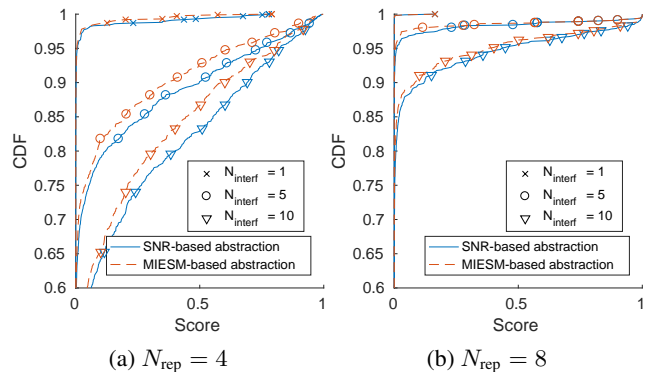 1
0.95
0.9
0.85
0.8
0.75
0.7
0.65
0.6
CDF
0
0.5
1
Score
N_interf = 1
N_interf = 5
N_interf = 10
SNR-based abstraction
MIESM-based abstraction
(a) N_rep = 4
1
0.95
0.9
0.85
0.8
0.75
0.7
0.65
0.6
CDF
0
0.5
1
Score
N_interf = 1
N_interf = 5
N_interf = 10
SNR-based abstraction
MIESM-based abstraction
(b) N_rep = 8